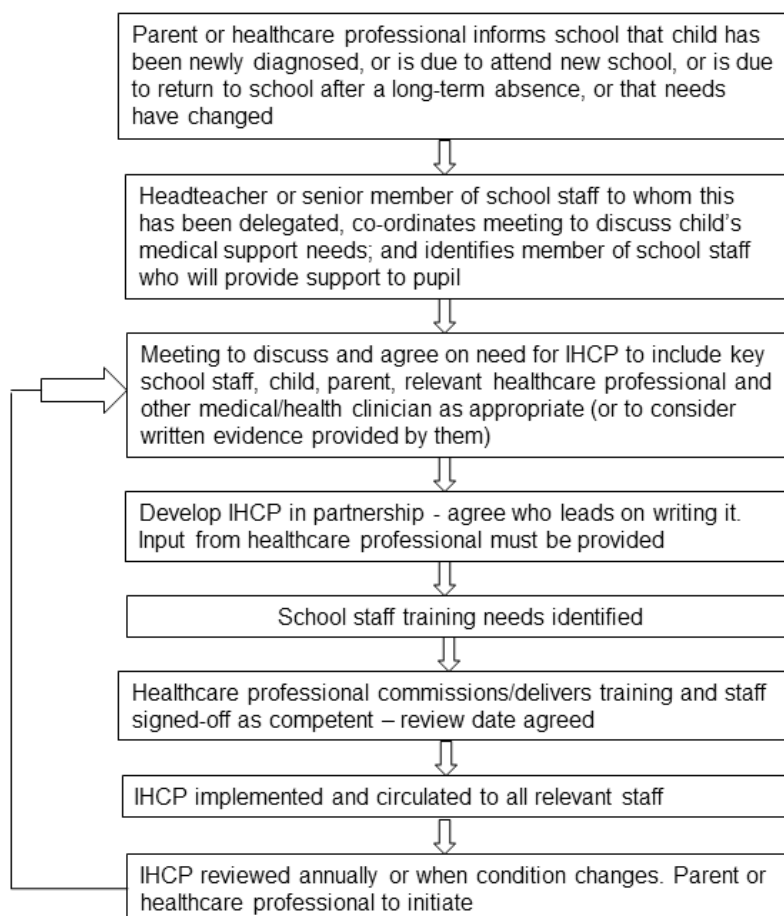 Parent or healthcare professional informs school that child has
been newly diagnosed, or is due to attend new school, or is due
to return to school after a long-term absence, or that needs
have changed
Headteacher or senior member of school staff to whom this
has been delegated, co-ordinates meeting to discuss child's
medical support needs; and identifies member of school staff
who will provide support to pupil
Meeting to discuss and agree on need for IHCP to include key
school staff, child, parent, relevant healthcare professional and
other medical/health clinician as appropriate (or to consider
written evidence provided by them)
Develop IHCP in partnership - agree who leads on writing it.
Input from healthcare professional must be provided
School staff training needs identified
Healthcare professional commissions/delivers training and staff
signed-off as competent – review date agreed
IHCP implemented and circulated to all relevant staff
IHCP reviewed annually or when condition changes. Parent or
healthcare professional to initiate